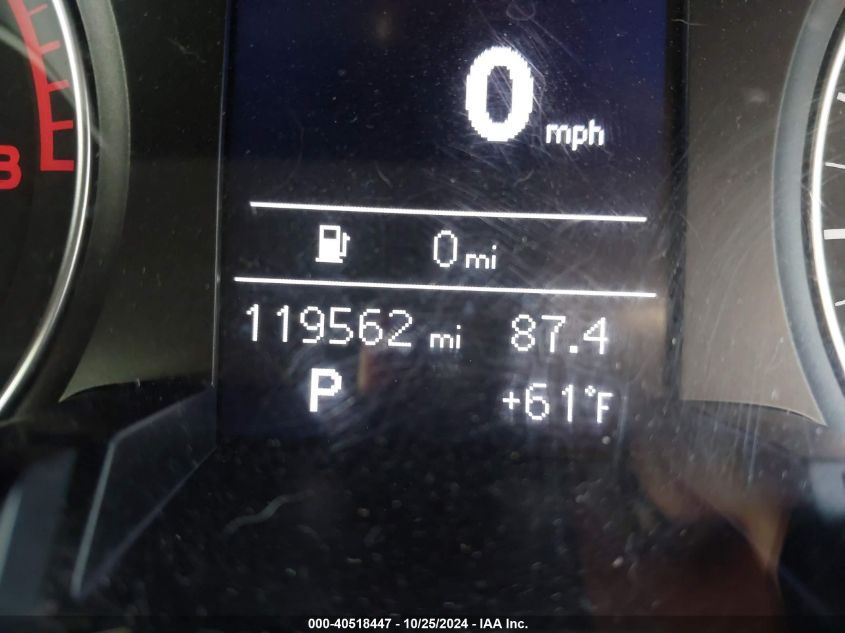 0 mph
0 mi
119562 mi 87.4
P +61°F
000-40518447 - 10/25/2024 - IAA Inc.